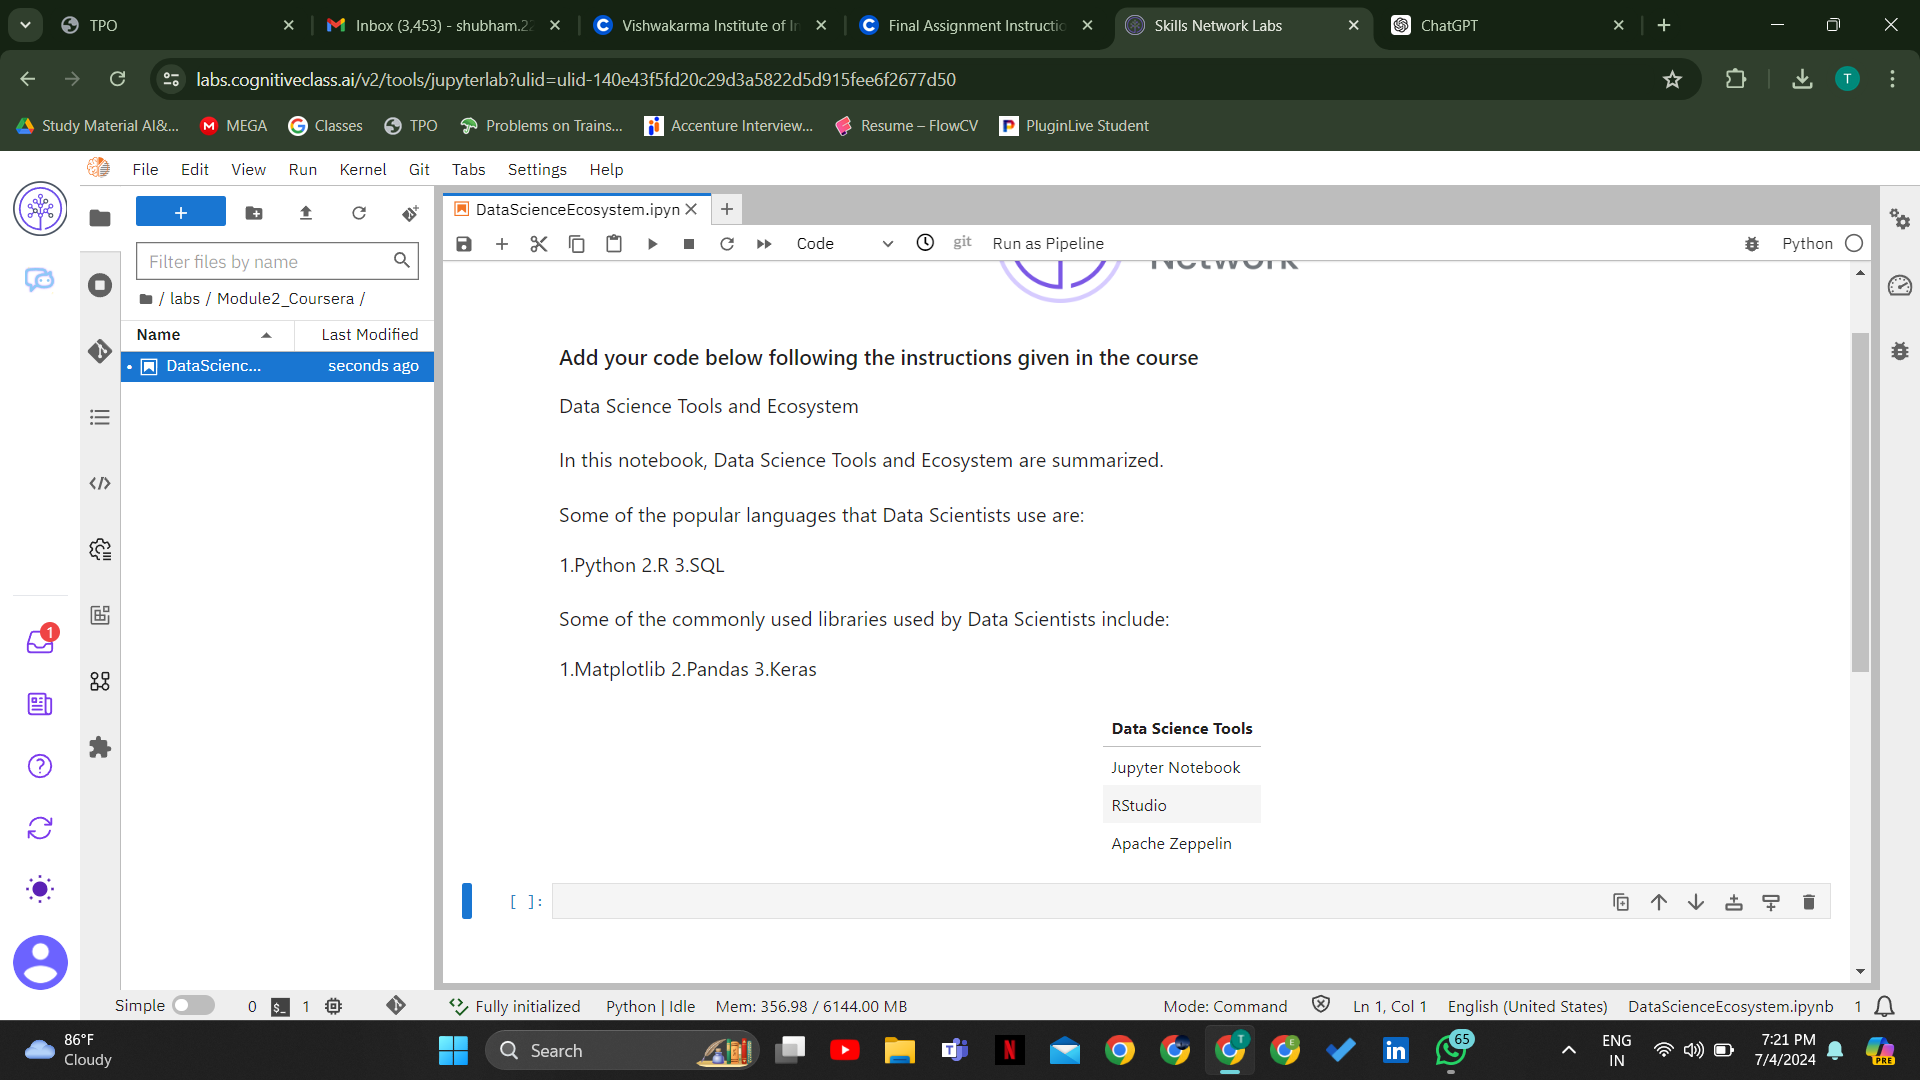 TPO
Inbox (3,453) - shubham.22
Vishwakarma Institute of In
Final Assignment Instructio
Skills Network Labs
ChatGPT
labs.cognitiveclass.ai/v2/tools/jupyterlab?ulid=ulid-140e43f5fd20c29d3a5822d5d915fee6f2677d50
T
Study Material AI&...
MEGA
Classes
TPO
Problems on Trains...
Accenture Interview...
Resume – FlowCV
PluginLive Student
File Edit View Run Kernel Git Tabs Settings Help
DataScienceEcosystem.ipyn
Code
git
Run as Pipeline
Python
Filter files by name
/ labs / Module2_Coursera /
Name Last Modified
DataScienc... seconds ago
Network
Add your code below following the instructions given in the course
Data Science Tools and Ecosystem
In this notebook, Data Science Tools and Ecosystem are summarized.
Some of the popular languages that Data Scientists use are:
1.Python 2.R 3.SQL
Some of the commonly used libraries used by Data Scientists include:
1.Matplotlib 2.Pandas 3.Keras
Data Science Tools
Jupyter Notebook
RStudio
Apache Zeppelin
[ ]:
1
Simple 0 1 Fully initialized Python | Idle Mem: 356.98 / 6144.00 MB Mode: Command Ln 1, Col 1 English (United States) DataScienceEcosystem.ipynb 1
86°F
Cloudy
Search
65
ENG
IN
7:21 PM
7/4/2024
PRE